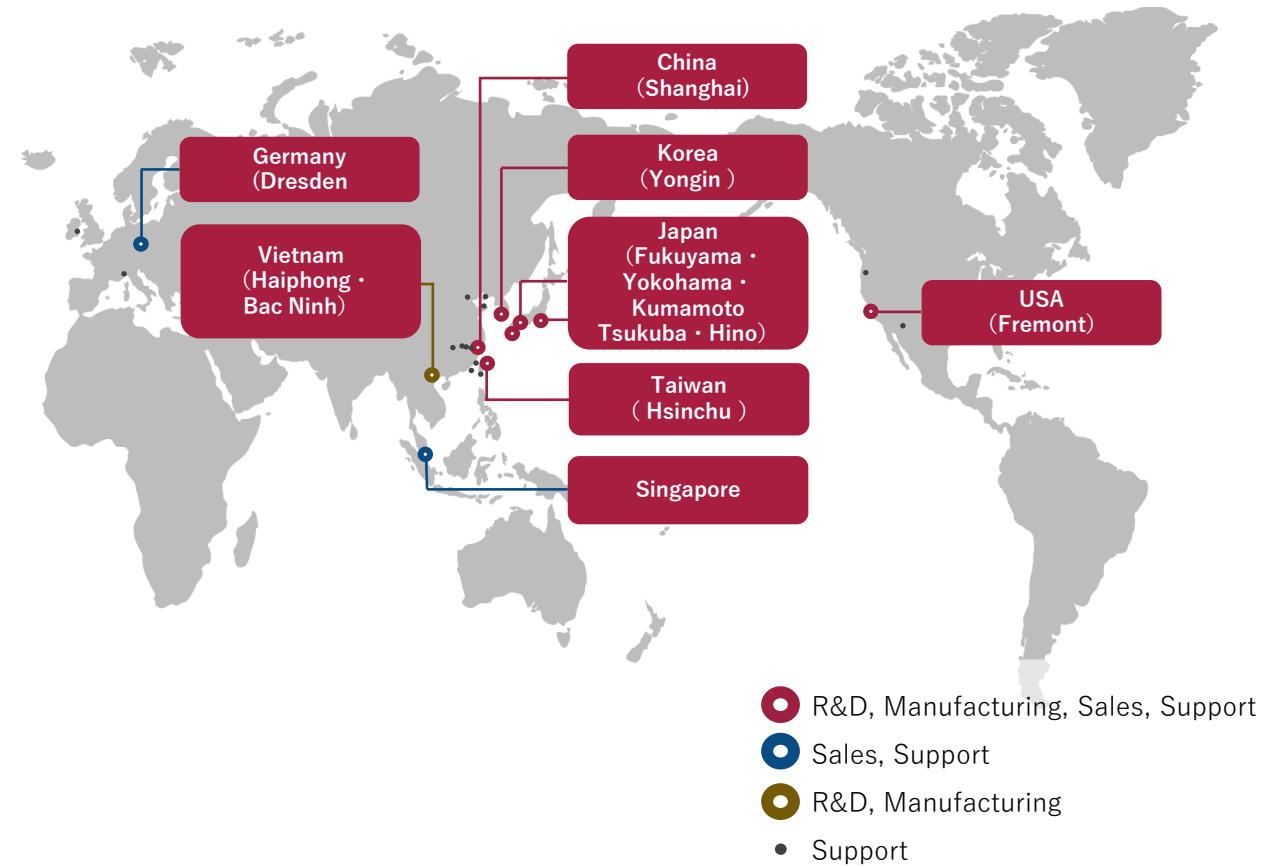 China
（Shanghai）
Germany
(Dresden
Korea
（Yongin ）
Vietnam
（Haiphong・
Bac Ninh）
Japan
（Fukuyama・
Yokohama・
Kumamoto
Tsukuba・Hino）
USA
（Fremont）
Taiwan
（ Hsinchu ）
Singapore
R&D, Manufacturing, Sales, Support
Sales, Support
R&D, Manufacturing
Support